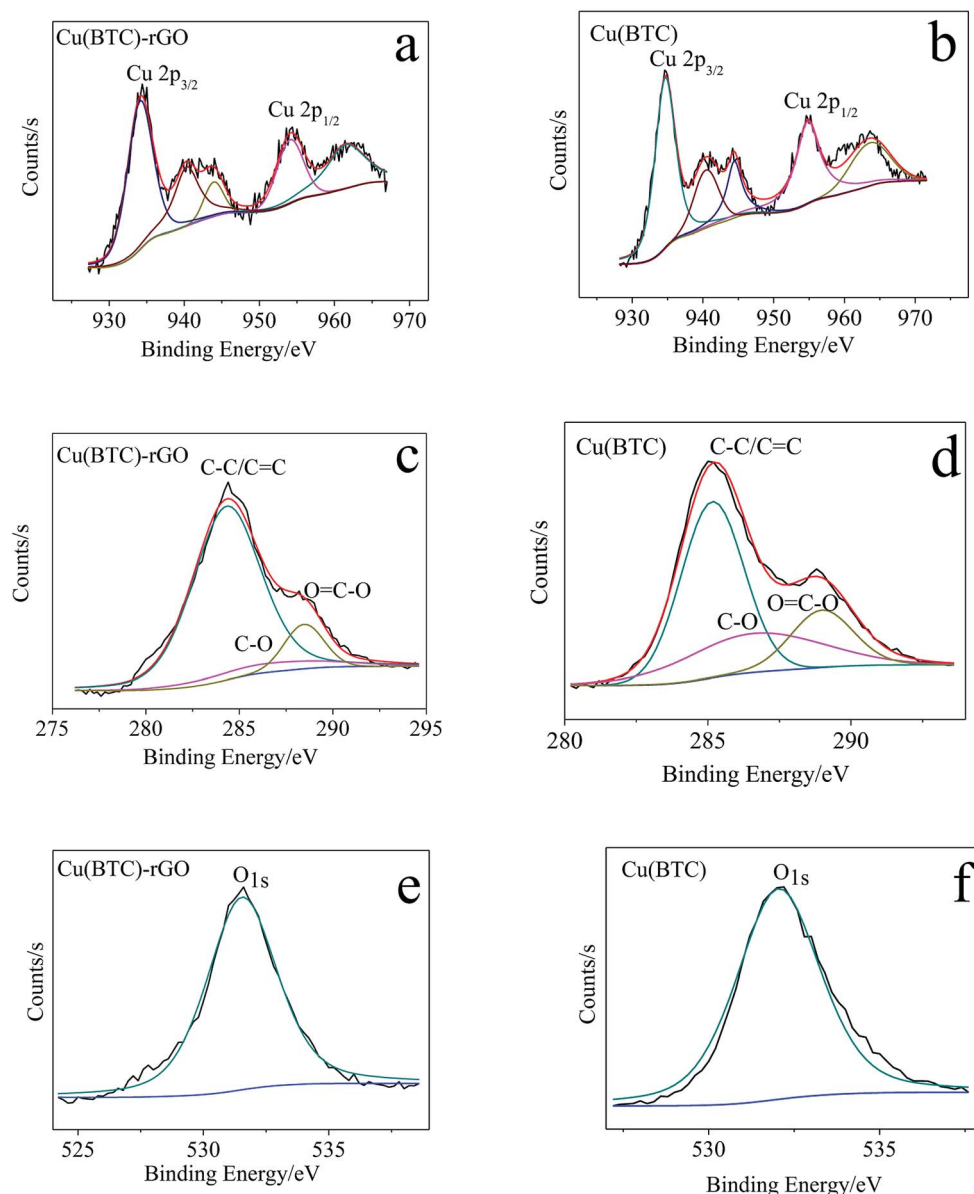 Cu(BTC)-rGO
a
Cu 2p3/2
Cu 2p1/2
Counts/s
930 940 950 960 970
Binding Energy/eV
Cu(BTC)
b
Cu 2p3/2
Cu 2p1/2
Counts/s
930 940 950 960 970
Binding Energy/eV
Cu(BTC)-rGO
c
C-C/C=C
O=C-O
C-O
Counts/s
275 280 285 290 295
Binding Energy/eV
Cu(BTC)
d
C-C/C=C
O=C-O
C-O
Counts/s
280 285 290
Binding Energy/eV
Cu(BTC)-rGO
e
O1s
Counts/s
525 530 535
Binding Energy/eV
Cu(BTC)
f
O1s
Counts/s
530 535
Binding Energy/eV